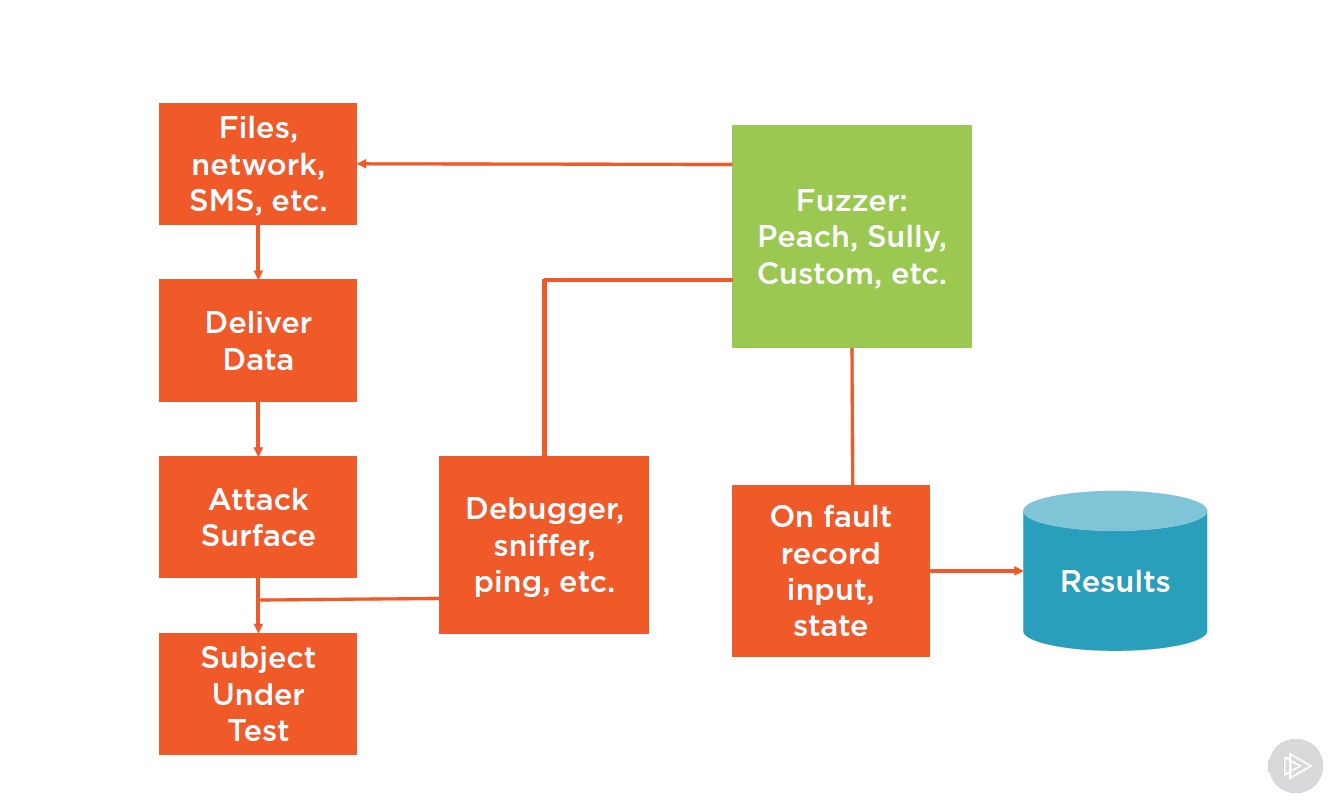 Files,
network,
SMS, etc.
Fuzzer:
Peach, Sully,
Custom, etc.
Deliver
Data
Attack
Surface
Debugger,
sniffer,
ping, etc.
On fault
record
input,
state
Results
Subject
Under
Test